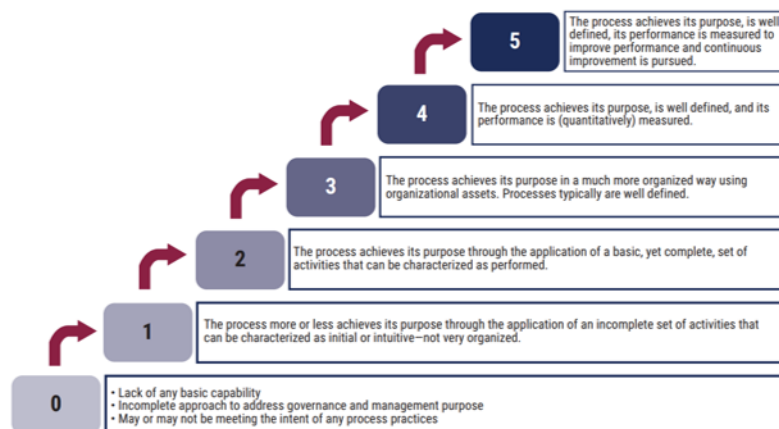 5
The process achieves its purpose, is well
defined, its performance is measured to
improve performance and continuous
improvement is pursued.
4
The process achieves its purpose, is well defined, and its
performance is (quantitatively) measured.
3
The process achieves its purpose in a much more organized way using
organizational assets. Processes typically are well defined.
2
The process achieves its purpose through the application of a basic, yet complete, set of
activities that can be characterized as performed.
1
The process more or less achieves its purpose through the application of an incomplete set of activities that
can be characterized as initial or intuitive—not very organized.
0
• Lack of any basic capability
• Incomplete approach to address governance and management purpose
• May or may not be meeting the intent of any process practices